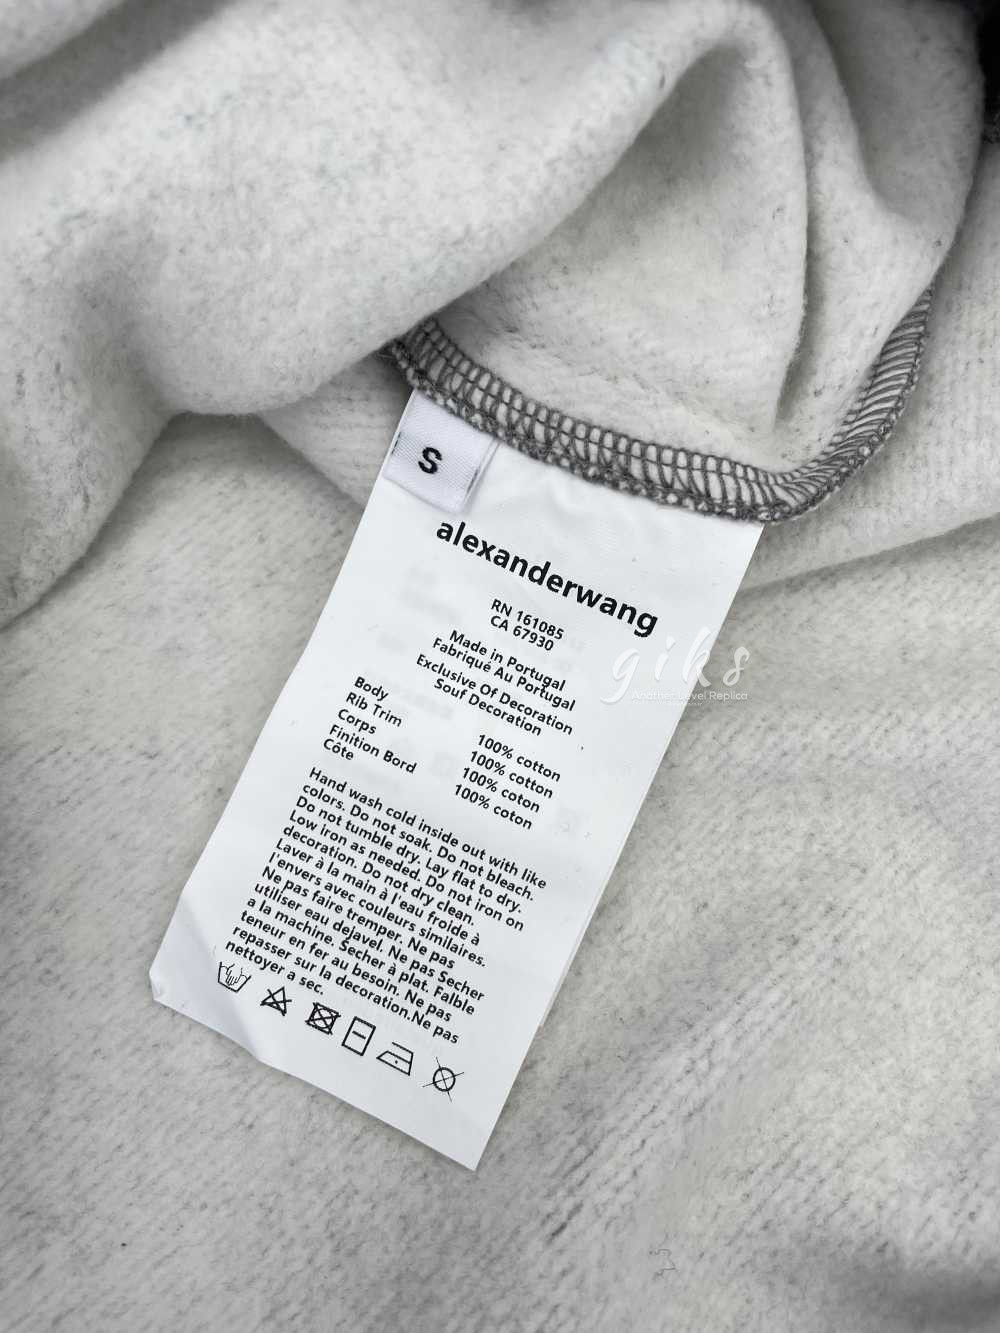 S
alexanderwang
RN 161085
CA 67930
Made in Portugal
Fabriqué Au Portugal
Exclusive Of Decoration
Souf Decoration
Body 100% cotton
Rib Trim 100% cotton
Corps 100% coton
Finition Bord 100% coton
Côte
Hand wash cold inside out with like
colors. Do not soak. Do not bleach.
Do not tumble dry. Lay flat to dry.
Low iron as needed. Do not iron on
decoration. Do not dry clean.
Laver à la main à l'eau froide à
l'envers avec couleurs similaires.
Ne pas faire tremper. Ne pas
utiliser eau dejavel. Ne pas Secher
a la machine. Secher à plat. Falble
teneur en fer au besoin. Ne pas
repasser sur la decoration.Ne pas
nettoyer a sec.
giks
Another Level Replica